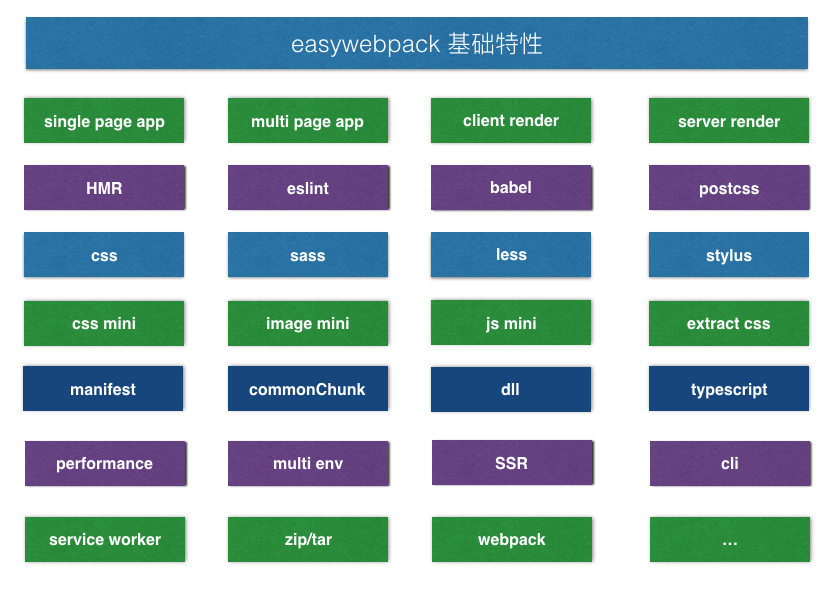 easywebpack 基础特性
single page app
multi page app
client render
server render
HMR
eslint
babel
postcss
css
sass
less
stylus
css mini
image mini
js mini
extract css
manifest
commonChunk
dll
typescript
performance
multi env
SSR
cli
service worker
zip/tar
webpack
…